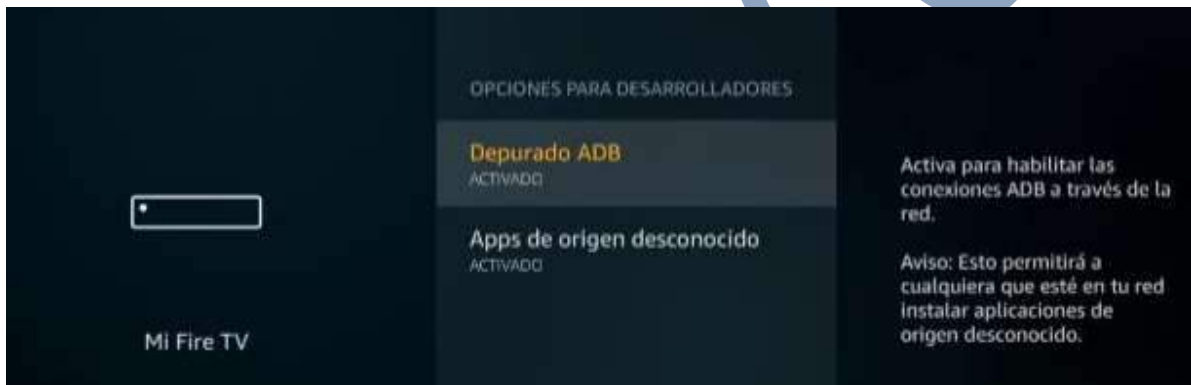 OPCIONES PARA DESARROLLADORES
Depurado ADB
ACTIVADO
Apps de origen desconocido
ACTIVADO
Mi Fire TV
Activa para habilitar las
conexiones ADB a través de la
red.
Aviso: Esto permitirá a
cualquiera que esté en tu red
instalar aplicaciones de
origen desconocido.